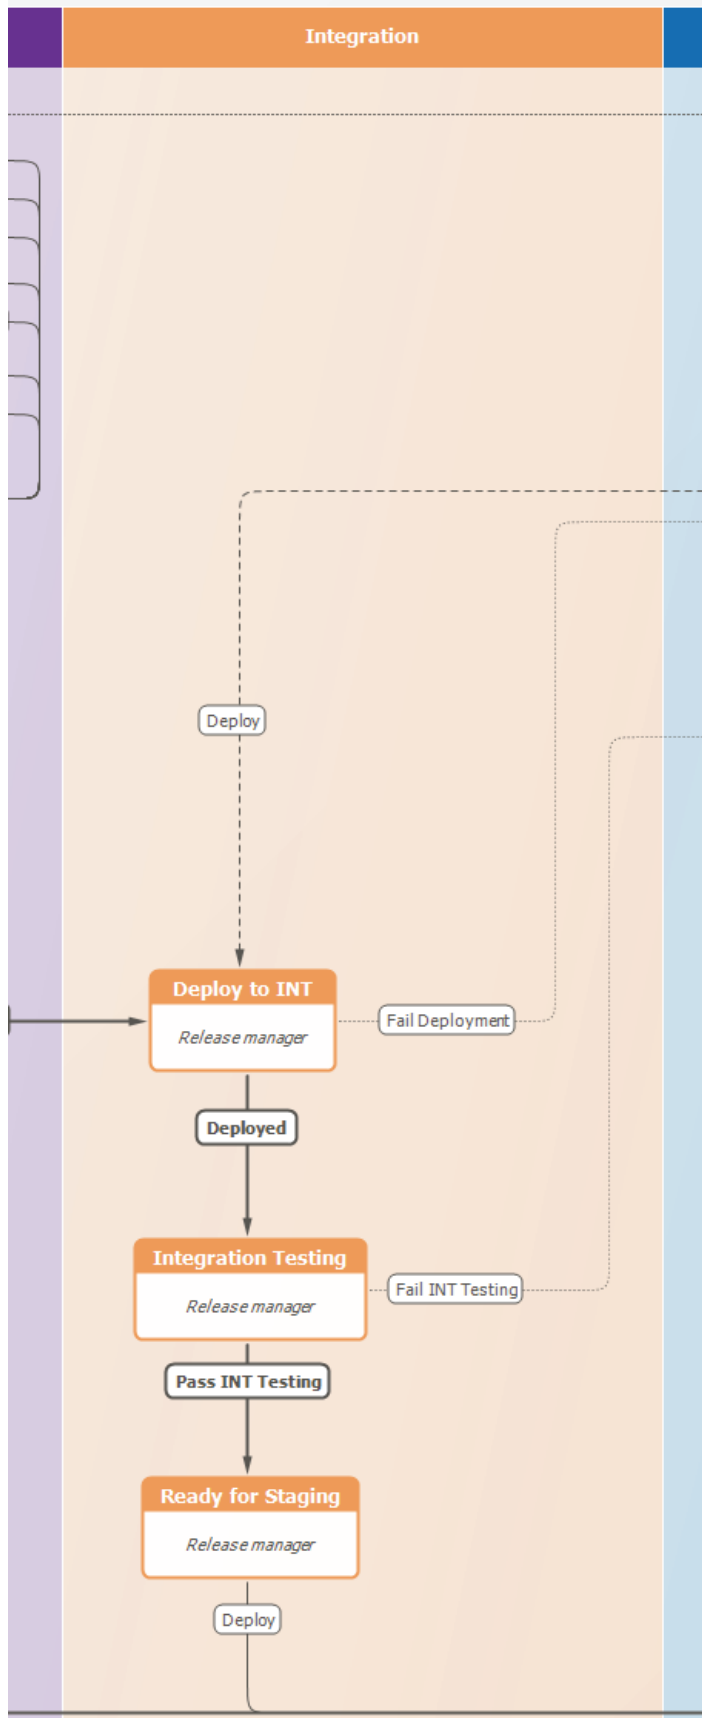 Integration
Deploy
Deploy to INT
Release manager
Fail Deployment
Deployed
Integration Testing
Release manager
Fail INT Testing
Pass INT Testing
Ready for Staging
Release manager
Deploy